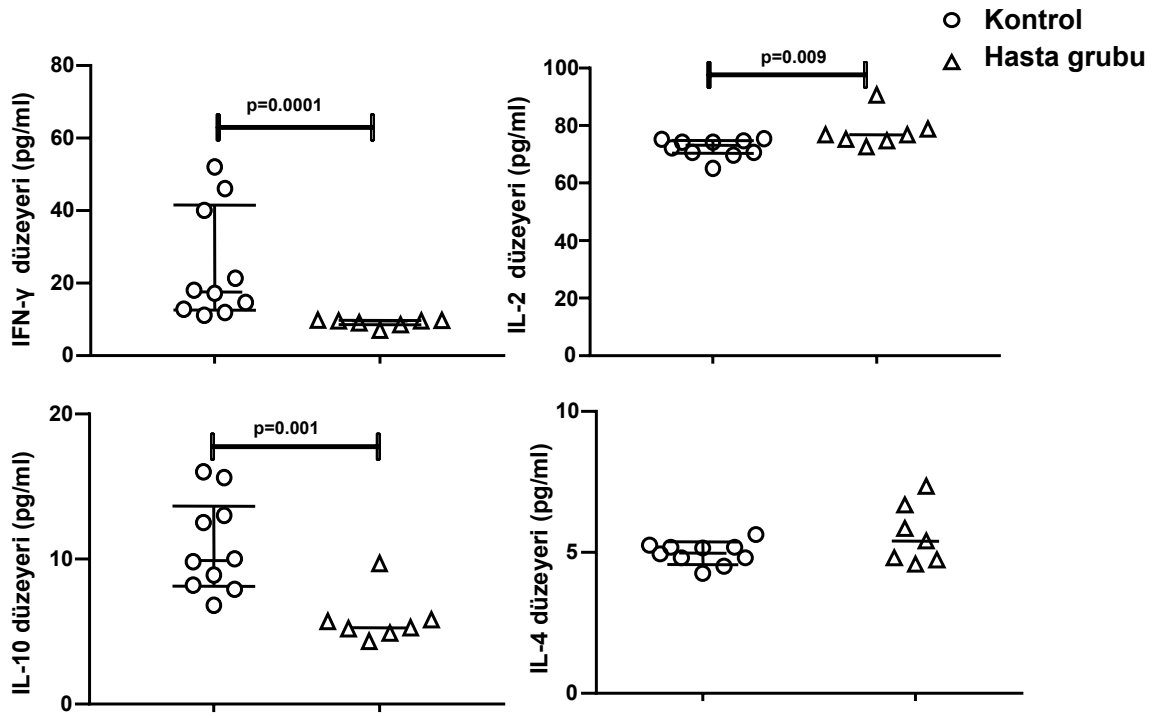 Kontrol
Hasta grubu
IFN-γ düzeyeri (pg/ml)
80
60
40
20
0
p=0.0001
IL-2 düzeyeri (pg/ml)
100
80
60
40
20
0
p=0.009
IL-10 düzeyeri (pg/ml)
20
10
0
p=0.001
IL-4 düzeyeri (pg/ml)
10
5
0